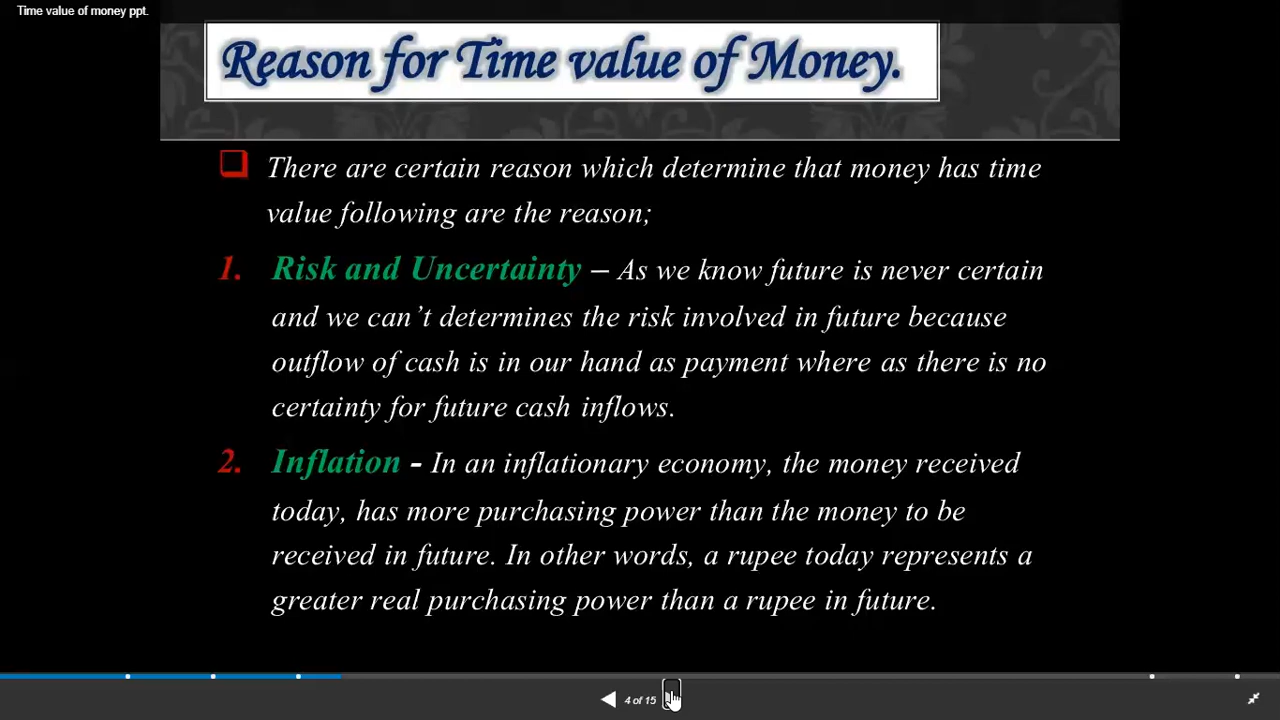 Time value of money ppt.
Reason for Time value of Money.
There are certain reason which determine that money has time
value following are the reason;
1. Risk and Uncertainty – As we know future is never certain
and we can’t determines the risk involved in future because
outflow of cash is in our hand as payment where as there is no
certainty for future cash inflows.
2. Inflation - In an inflationary economy, the money received
today, has more purchasing power than the money to be
received in future. In other words, a rupee today represents a
greater real purchasing power than a rupee in future.
4 of 15